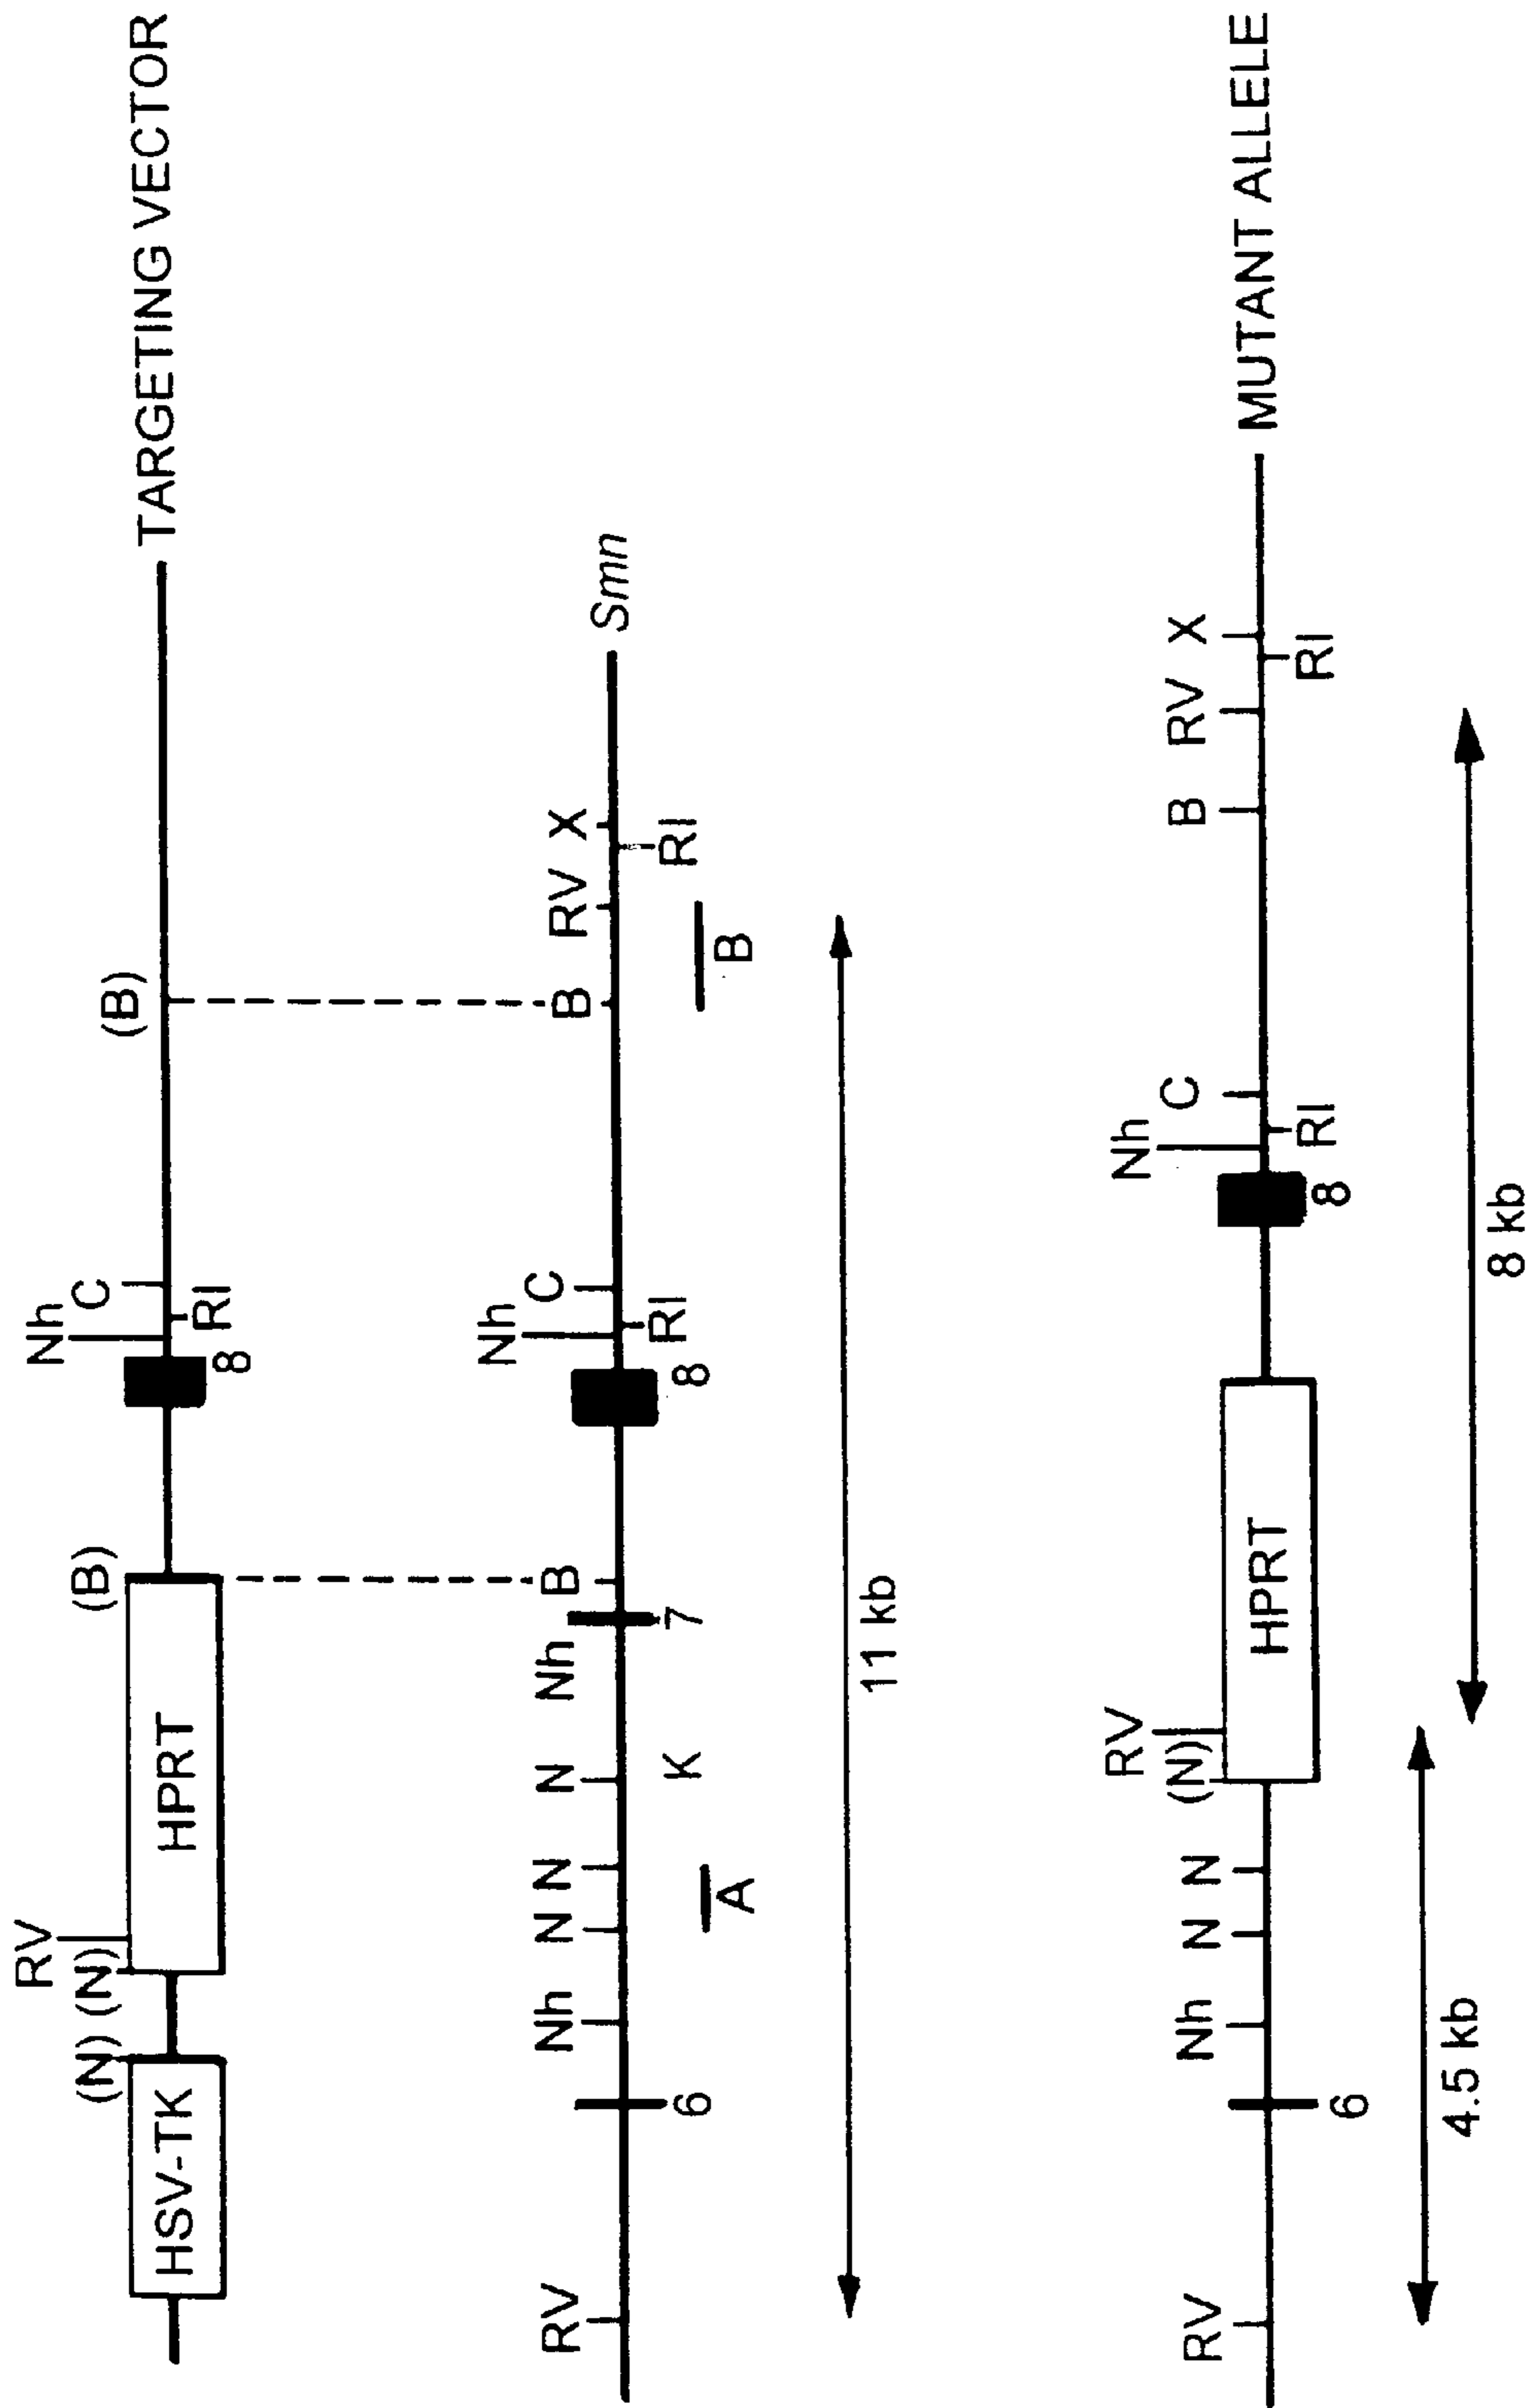 TARGETING VECTOR
RV
Nh
(N) (N)
(B)
C
(B)
HSV-TK
HPRT
8
RI
Smn
RV
Nh
N
N
N
Nh
B
Nh
C
B
RV
X
6
K
7
8
RI
RI
A
B
11 kb
MUTANT ALLELE
RV
Nh
RV
Nh
N
N
(N)
C
B
RV
X
HPRT
6
8
RI
RI
4.5 kb
8 kb